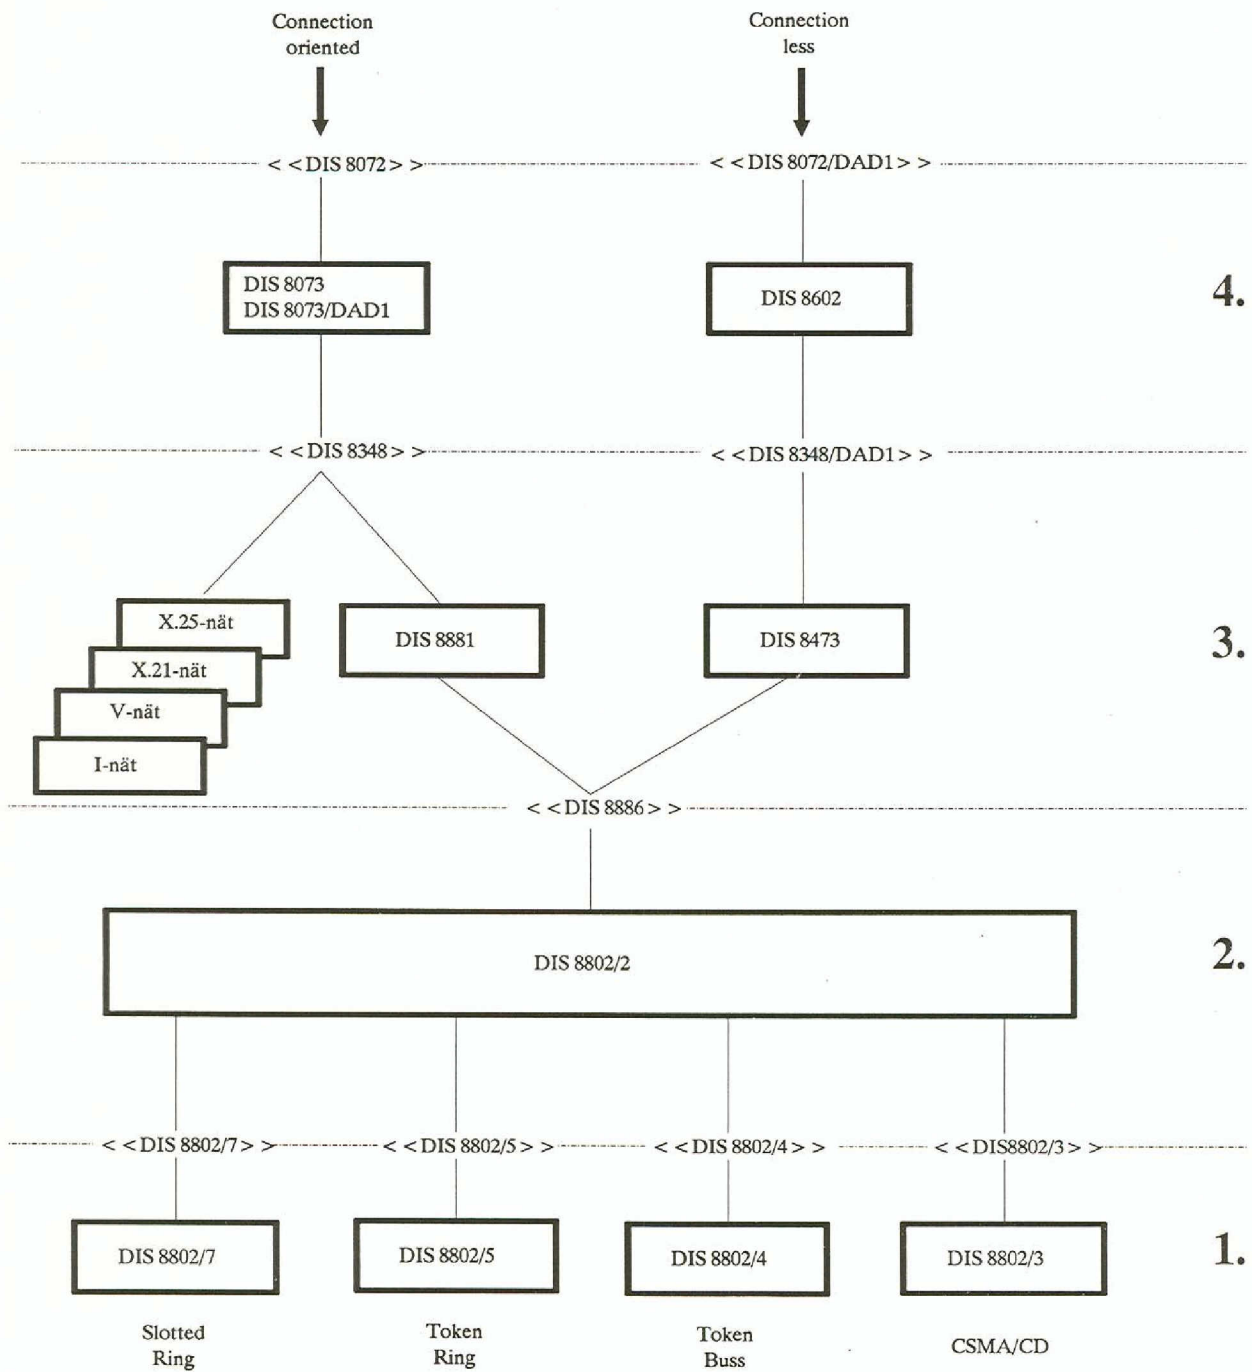 Connection
oriented
Connection
less
< <DIS 8072> >
< <DIS 8072/DAD1> >
DIS 8073
DIS 8073/DAD1
DIS 8602
4.
< <DIS 8348> >
< <DIS 8348/DAD1> >
X.25-nät
X.21-nät
V-nät
I-nät
DIS 8881
DIS 8473
3.
< <DIS 8886> >
DIS 8802/2
2.
< <DIS 8802/7> >
< <DIS 8802/5> >
< <DIS 8802/4> >
< <DIS8802/3> >
DIS 8802/7
DIS 8802/5
DIS 8802/4
DIS 8802/3
1.
Slotted
Ring
Token
Ring
Token
Buss
CSMA/CD